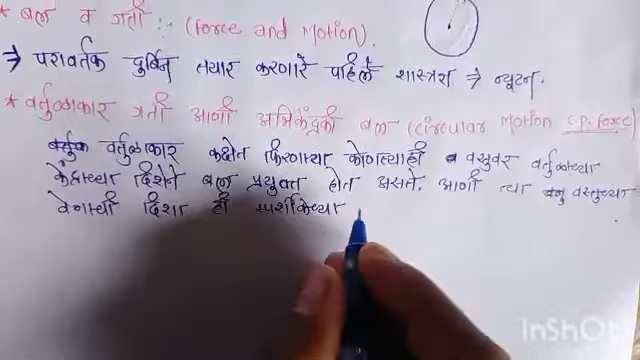 * बल व गती :- (Force and Motion).
⇒ परावर्तक दुर्बिन तयार करणारे पहिले शास्त्रज्ञ ⇒ न्यूटन.
* वर्तुळाकार गती आणी अभिकेंद्री बल (Circular Motion C.P. Force)
वर्तुळाकार कक्षेत फिरणाऱ्या कोणत्याही वस्तुवर वर्तुळाच्या
केंद्राच्या दिशेने बल प्रयुक्त होत असते. आणी त्या वस्तुच्या
वेगाची दिशा ही स्पर्शिकेच्या
InShOt